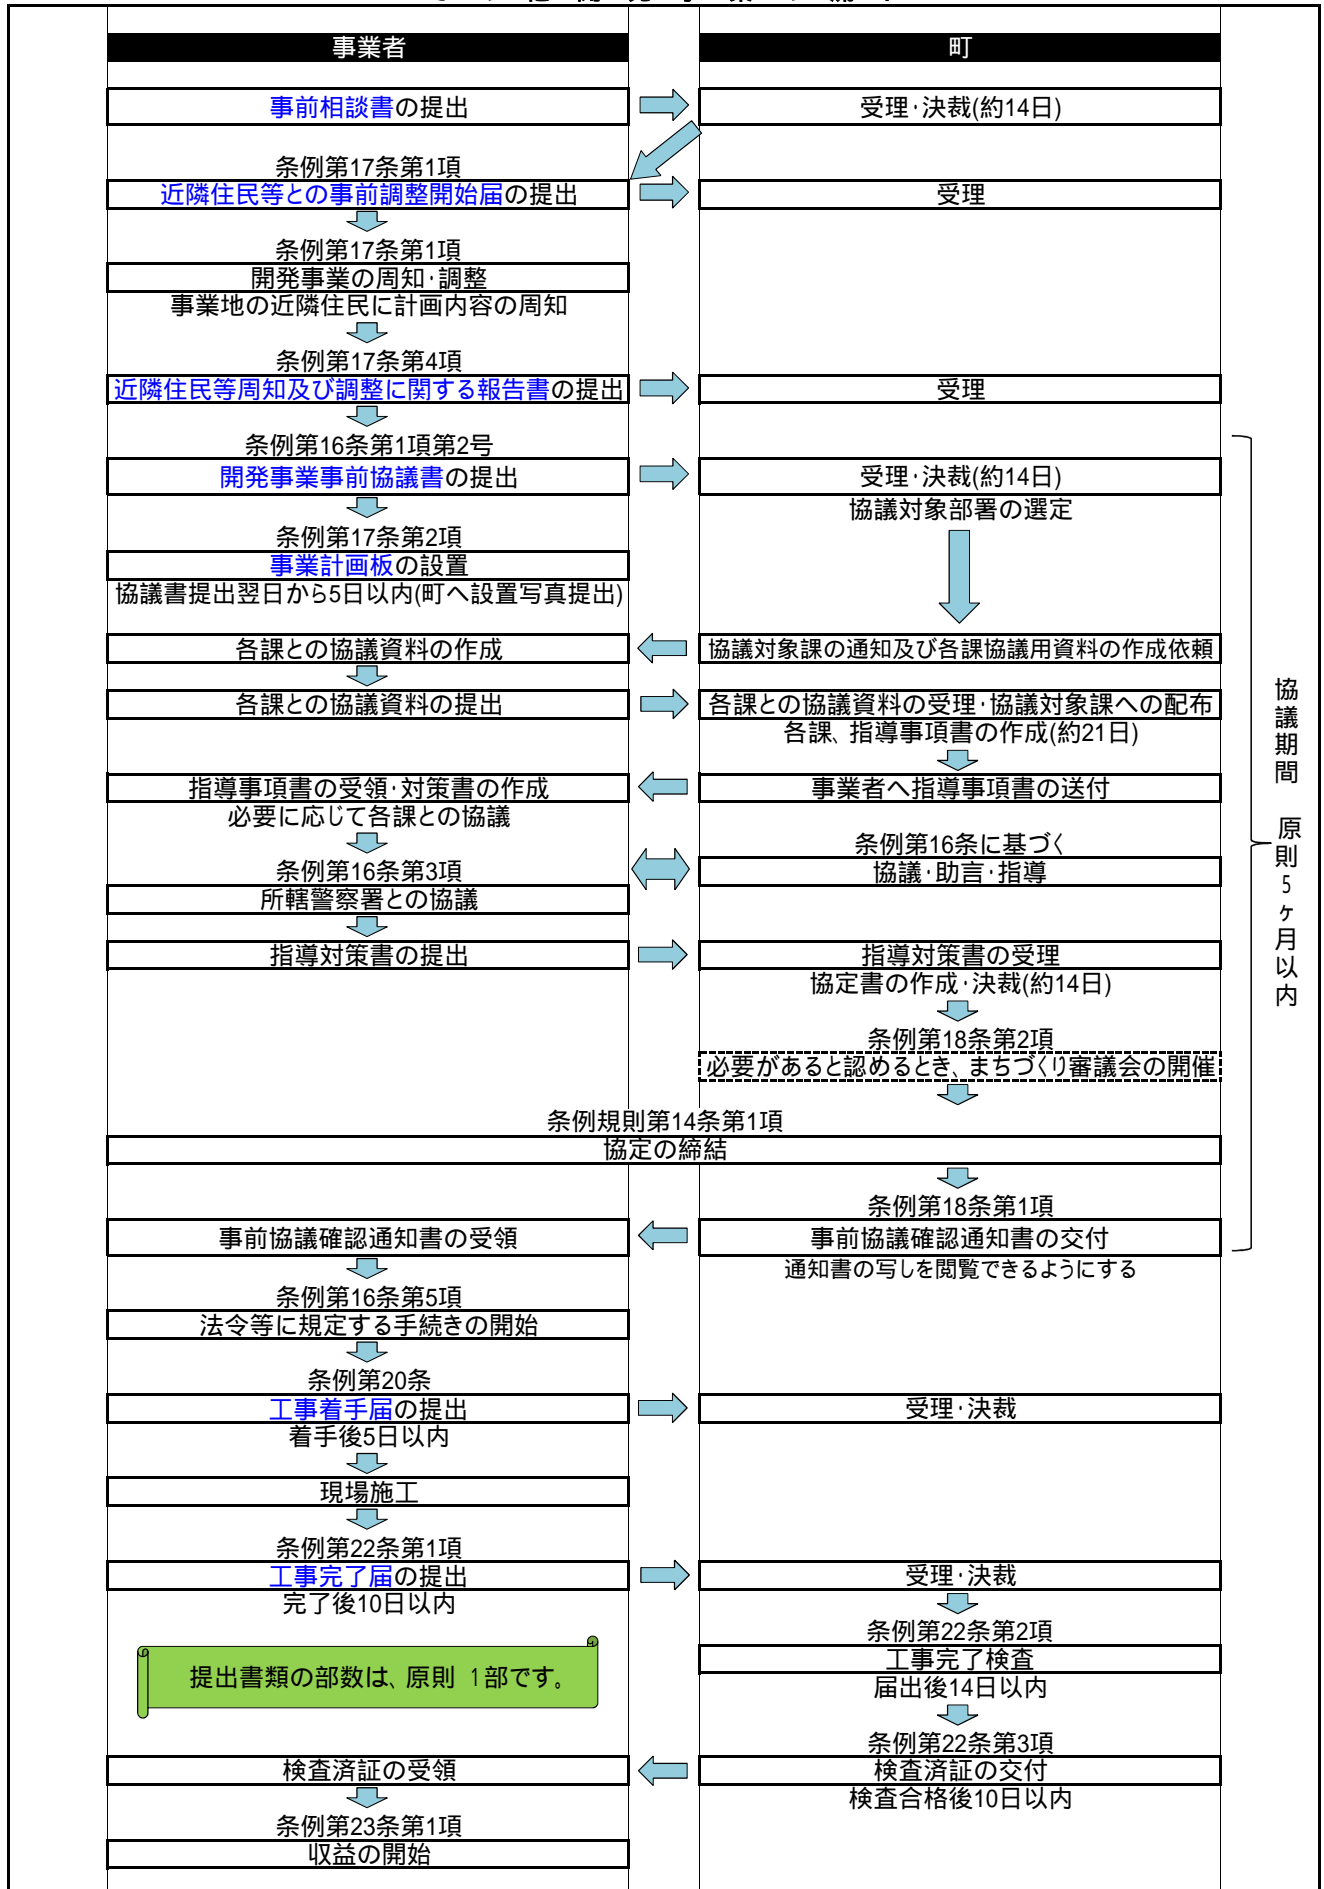 事業者
町
事前相談書の提出
受理・決裁(約14日)
条例第17条第1項
近隣住民等との事前調整開始届の提出
受理
条例第17条第1項
開発事業の周知・調整
事業地の近隣住民に計画内容の周知
条例第17条第4項
近隣住民等周知及び調整に関する報告書の提出
受理
条例第16条第1項第2号
開発事業事前協議書の提出
受理・決裁(約14日)
協議対象部署の選定
条例第17条第2項
事業計画板の設置
協議書提出翌日から5日以内(町へ設置写真提出)
各課との協議資料の作成
協議対象課の通知及び各課協議用資料の作成依頼
各課との協議資料の提出
各課との協議資料の受理・協議対象課への配布
各課、指導事項書の作成(約21日)
指導事項書の受領・対策書の作成
事業者へ指導事項書の送付
必要に応じて各課との協議
条例第16条に基づく
条例第16条第3項
協議・助言・指導
所轄警察署との協議
指導対策書の提出
指導対策書の受理
協定書の作成・決裁(約14日)
条例第18条第2項
必要があると認めるとき、まちづくり審議会の開催
条例規則第14条第1項
協定の締結
条例第18条第1項
事前協議確認通知書の受領
事前協議確認通知書の交付
通知書の写しを閲覧できるようにする
協議期間　原則5ヶ月以内
条例第16条第5項
法令等に規定する手続きの開始
条例第20条
工事着手届の提出
受理・決裁
着手後5日以内
現場施工
条例第22条第1項
工事完了届の提出
受理・決裁
完了後10日以内
条例第22条第2項
工事完了検査
届出後14日以内
提出書類の部数は、原則 1部です。
条例第22条第3項
検査済証の受領
検査済証の交付
検査合格後10日以内
条例第23条第1項
収益の開始